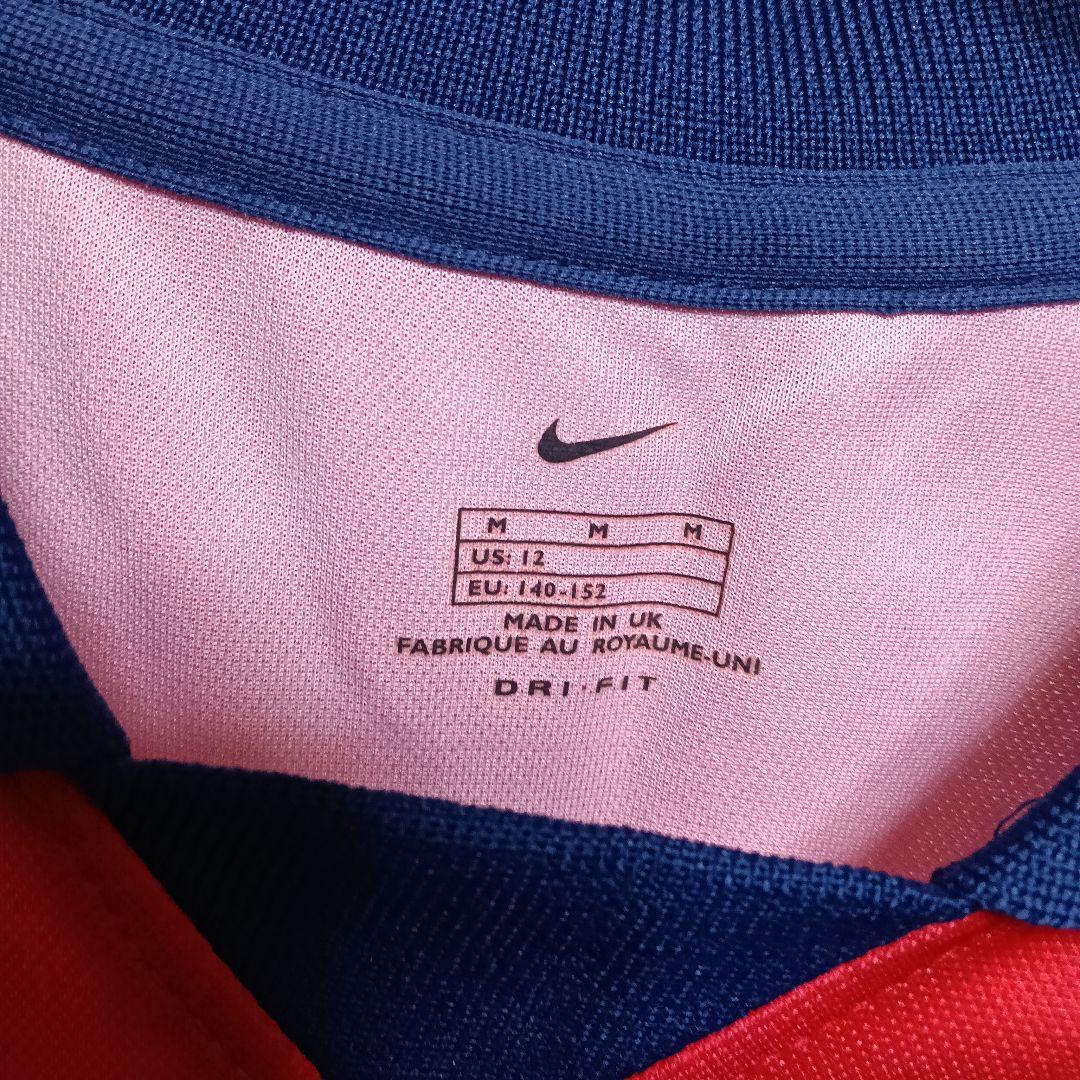 M M M
US: 12
EU: 140-152
MADE IN UK
FABRIQUE AU ROYAUME-UNI
DRI·FIT